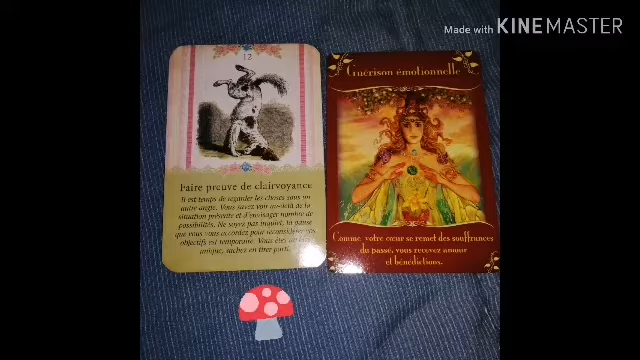 Made with KINEMASTER
12
Faire preuve de clairvoyance
Il est temps de regarder les choses sous un
autre angle. Vous savez voir au-delà de la
situation présente et d'envisager nombre de
possibilités. Ne soyez pas inquiet, la pause
que vous vous accordez pour reconsidérer vos
objectifs est temporaire. Vous êtes un être
unique, sachez en tirer parti.
Guérison émotionnelle
Comme votre cœur se remet des souffrances
du passé, vous recevez amour
et bénédictions.